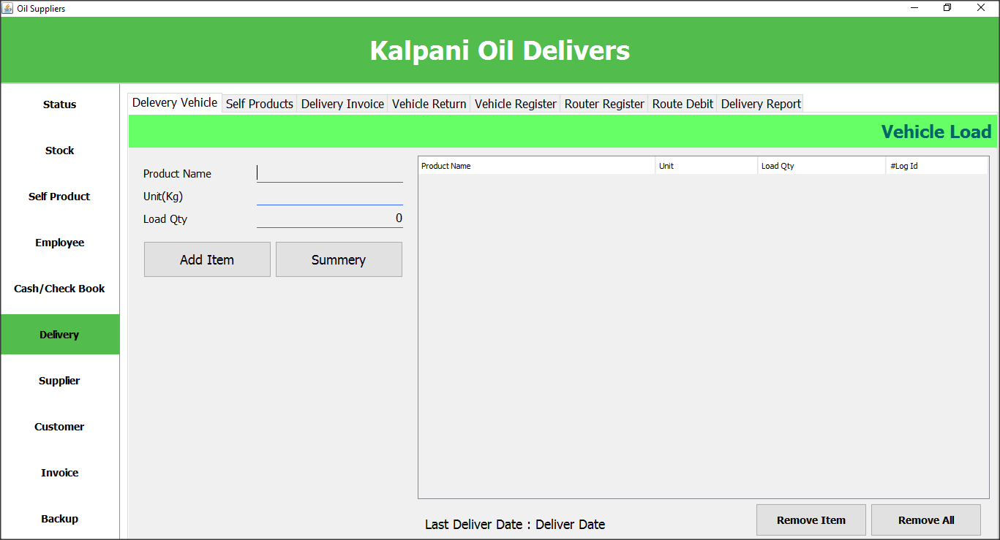 Oil Suppliers
Kalpani Oil Delivers
Status
Stock
Self Product
Employee
Cash/Check Book
Delivery
Supplier
Customer
Invoice
Backup
Delevery Vehicle Self Products Delivery Invoice Vehicle Return Vehicle Register Router Register Route Debit Delivery Report
Vehicle Load
Product Name
Unit(Kg)
Load Qty 0
Add Item Summery
Product Name Unit Load Qty #Log Id
Last Deliver Date : Deliver Date
Remove Item Remove All